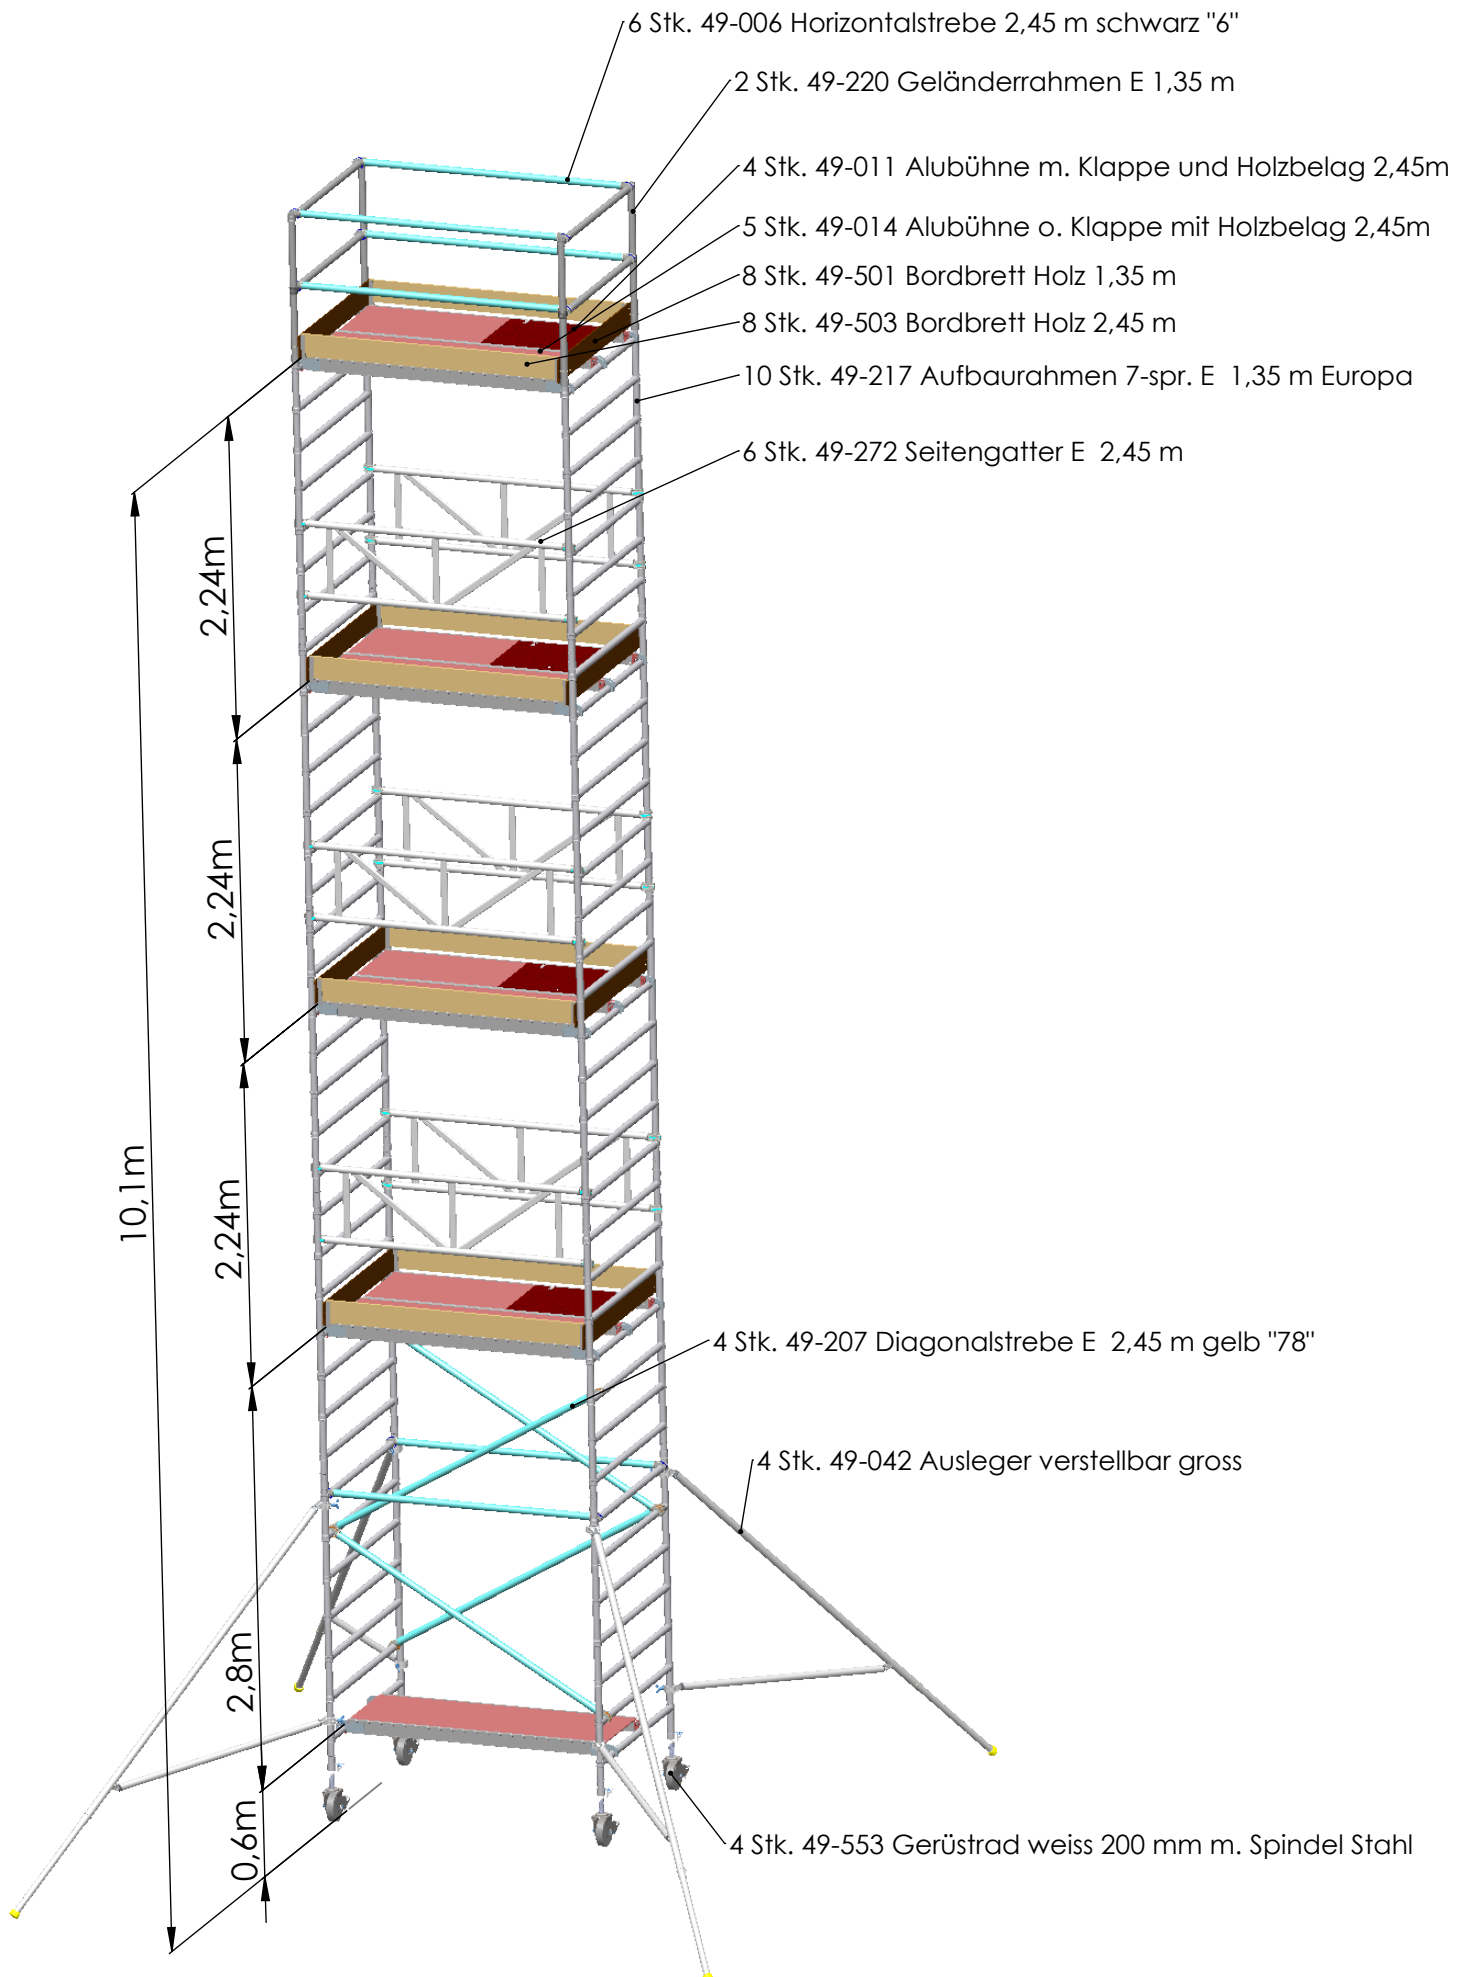 6 Stk. 49-006 Horizontalstrebe 2,45 m schwarz "6"
2 Stk. 49-220 Geländerrahmen E 1,35 m
4 Stk. 49-011 Alubühne m. Klappe und Holzbelag 2,45m
5 Stk. 49-014 Alubühne o. Klappe mit Holzbelag 2,45m
8 Stk. 49-501 Bordbrett Holz 1,35 m
8 Stk. 49-503 Bordbrett Holz 2,45 m
10 Stk. 49-217 Aufbaurahmen 7-spr. E  1,35 m Europa
6 Stk. 49-272 Seitengatter E  2,45 m
2,24m
2,24m
10,1m
2,24m
4 Stk. 49-207 Diagonalstrebe E  2,45 m gelb "78"
4 Stk. 49-042 Ausleger verstellbar gross
2,8m
0,6m
4 Stk. 49-553 Gerüstrad weiss 200 mm m. Spindel Stahl